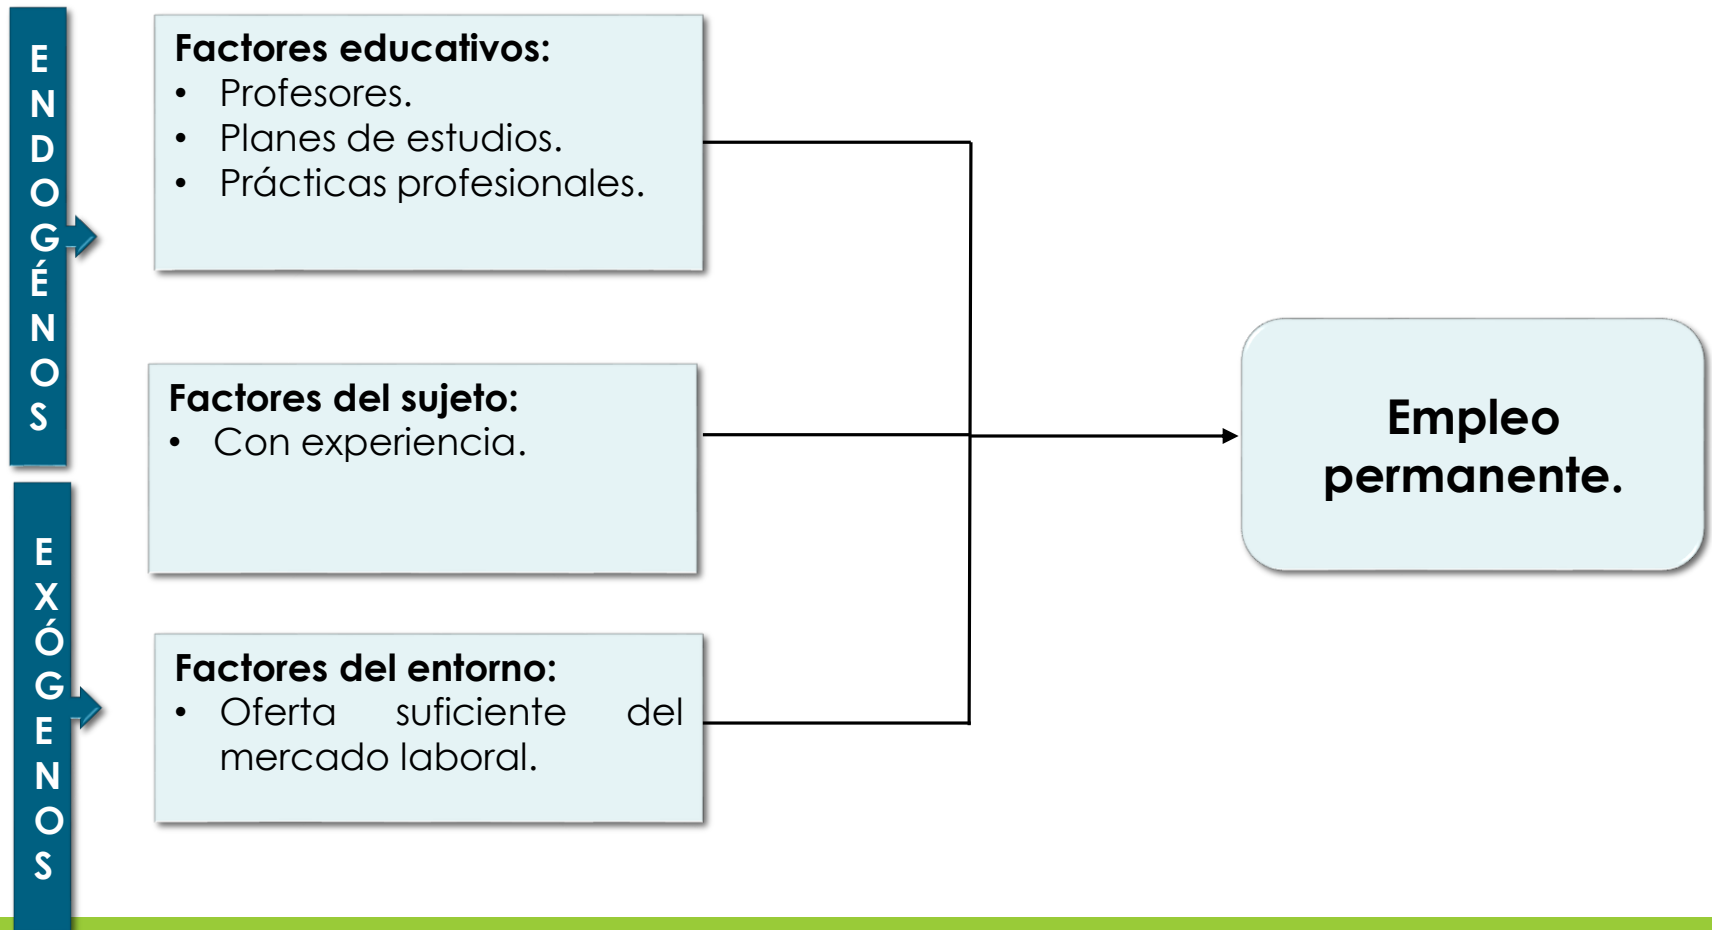 ENDOGÉNOS
Factores educativos:
• Profesores.
• Planes de estudios.
• Prácticas profesionales.
Factores del sujeto:
• Con experiencia.
EXÓGENOS
Factores del entorno:
• Oferta suficiente del
mercado laboral.
Empleo
permanente.